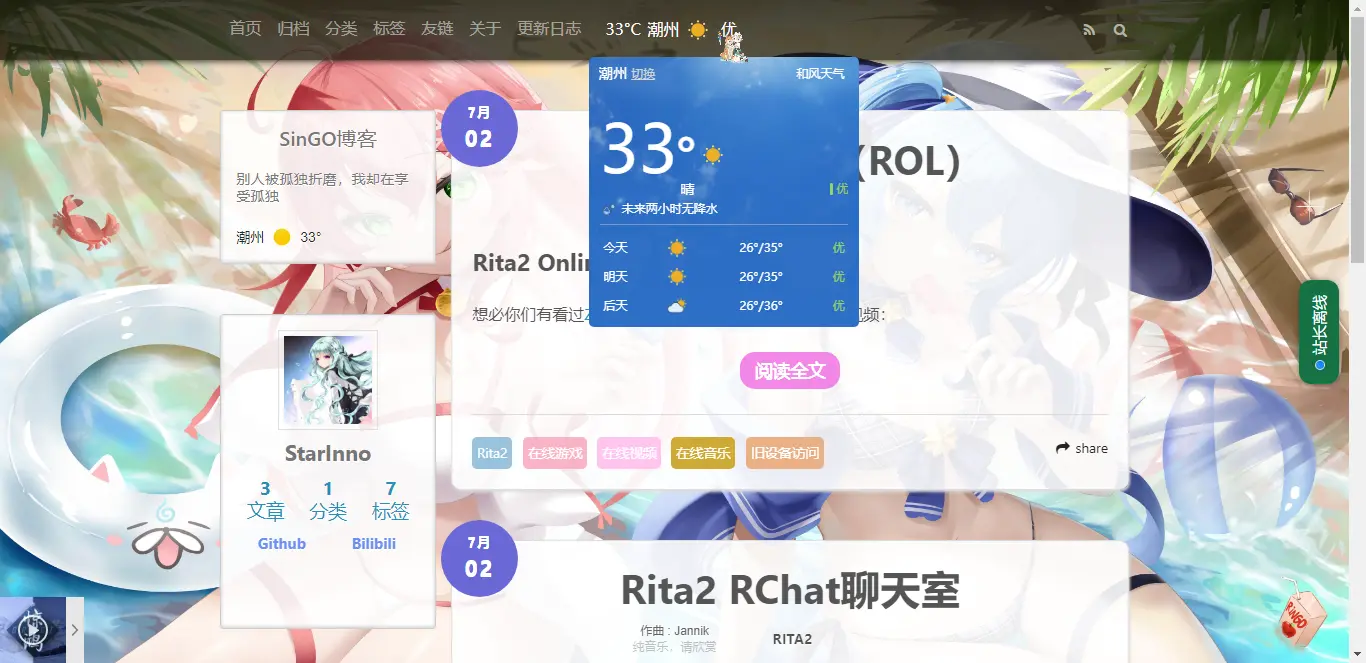 首页 归档 分类 标签 友链 关于 更新日志 33°C 潮州 优
潮州 切换 和风天气
33°
晴 优
未来两小时无降水
今天 26°/35° 优
明天 26°/35° 优
后天 26°/36° 优
SinGO博客
别人被孤独折磨，我却在享
受孤独
潮州 33°
StarInno
3 1 7
文章 分类 标签
Github Bilibili
7月
02
(ROL)
Rita2 Onlin
想必你们有看过 视频：
阅读全文
Rita2 在线游戏 在线视频 在线音乐 旧设备访问
share
7月
02
Rita2 RChat聊天室
作曲 : Jannik
纯音乐，请欣赏
RITA2
站长离线
RINGO